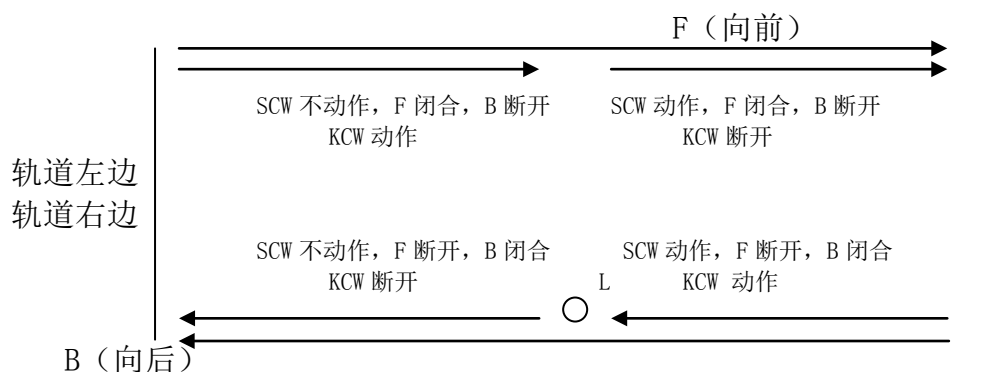 F（向前）
SCW 不动作，F 闭合，B 断开
KCW 动作
SCW 动作，F 闭合，B 断开
KCW 断开
轨道左边
轨道右边
SCW 不动作，F 断开，B 闭合
KCW 断开
SCW 动作，F 断开，B 闭合
L
KCW 动作
B（向后）